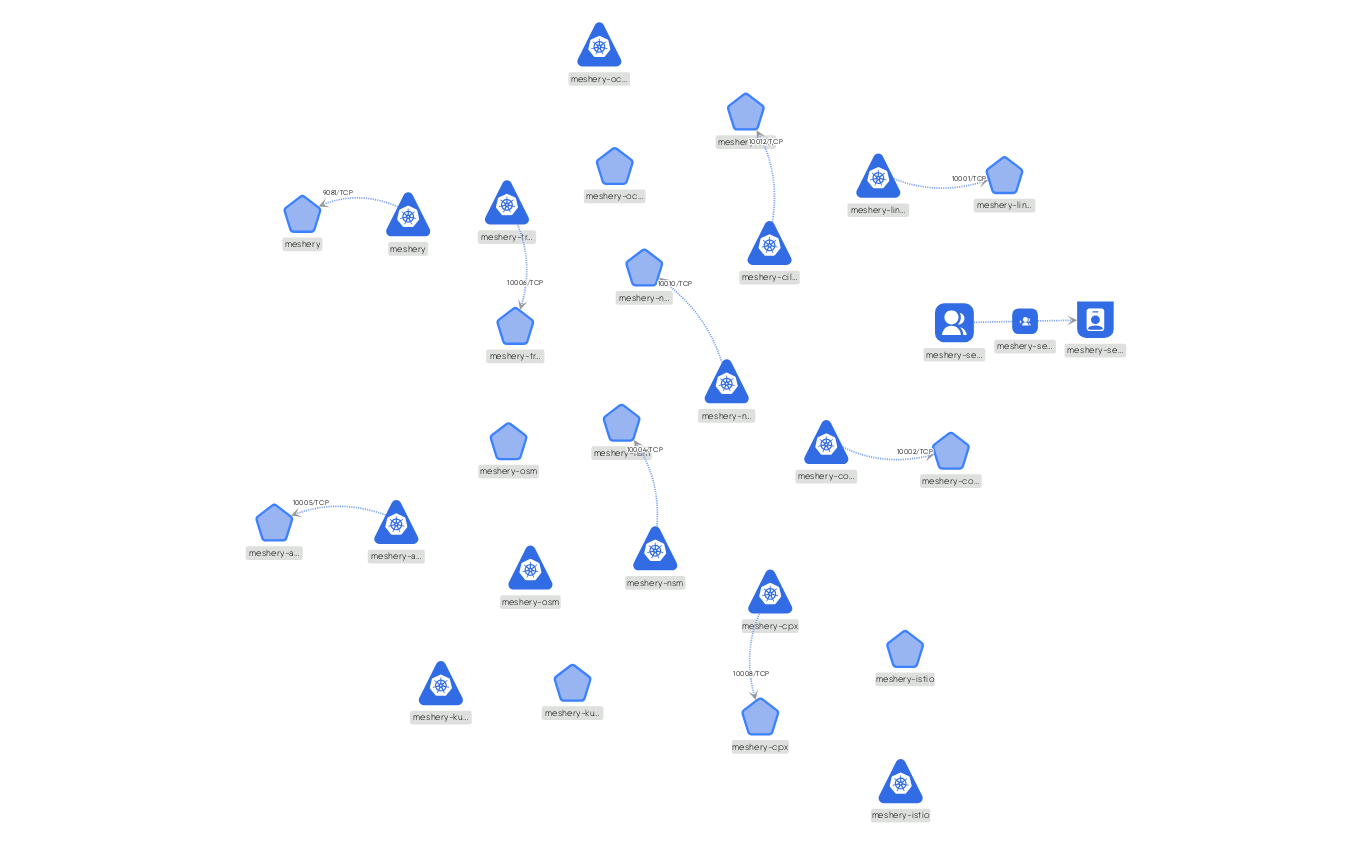 meshery-oc...
10012/TCP
meshery-oc...
10001/TCP
meshery-lin...
meshery-lin...
9081/TCP
meshery
meshery
meshery-tr...
10006/TCP
meshery-tr...
meshery-cil...
10010/TCP
meshery-n...
meshery-se...
meshery-se...
meshery-se...
meshery-n...
meshery-osm
10004/TCP
10002/TCP
meshery-co...
meshery-co...
10005/TCP
meshery-a...
meshery-a...
meshery-osm
meshery-nsm
meshery-cpx
10008/TCP
meshery-cpx
meshery-istio
meshery-ku...
meshery-ku...
meshery-istio